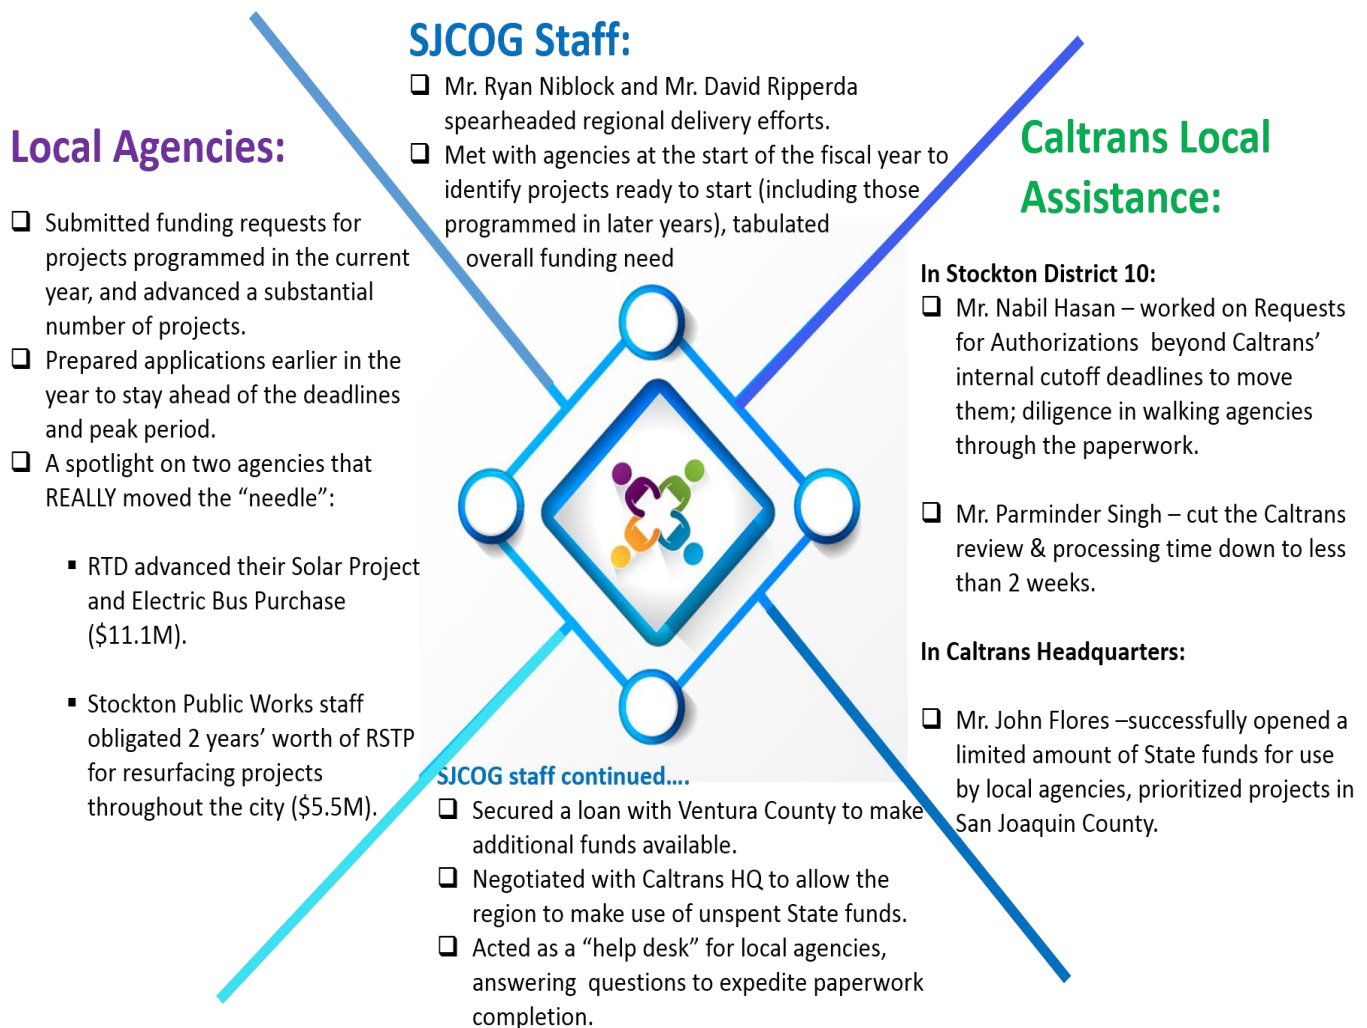 SJCOG Staff:
❑ Mr. Ryan Niblock and Mr. David Ripperda
spearheaded regional delivery efforts.
❑ Met with agencies at the start of the fiscal year to
identify projects ready to start (including those
programmed in later years), tabulated
overall funding need
Local Agencies:
❑ Submitted funding requests for
projects programmed in the current
year, and advanced a substantial
number of projects.
❑ Prepared applications earlier in the
year to stay ahead of the deadlines
and peak period.
❑ A spotlight on two agencies that
REALLY moved the “needle”:
▪ RTD advanced their Solar Project
and Electric Bus Purchase
($11.1M).
▪ Stockton Public Works staff
obligated 2 years’ worth of RSTP
for resurfacing projects
throughout the city ($5.5M).
Caltrans Local
Assistance:
In Stockton District 10:
❑ Mr. Nabil Hasan – worked on Requests
for Authorizations  beyond Caltrans’
internal cutoff deadlines to move
them; diligence in walking agencies
through the paperwork.
❑ Mr. Parminder Singh – cut the Caltrans
review & processing time down to less
than 2 weeks.
In Caltrans Headquarters:
❑ Mr. John Flores –successfully opened a
limited amount of State funds for use
by local agencies, prioritized projects in
San Joaquin County.
SJCOG staff continued….
❑ Secured a loan with Ventura County to make
additional funds available.
❑ Negotiated with Caltrans HQ to allow the
region to make use of unspent State funds.
❑ Acted as a “help desk” for local agencies,
answering  questions to expedite paperwork
completion.